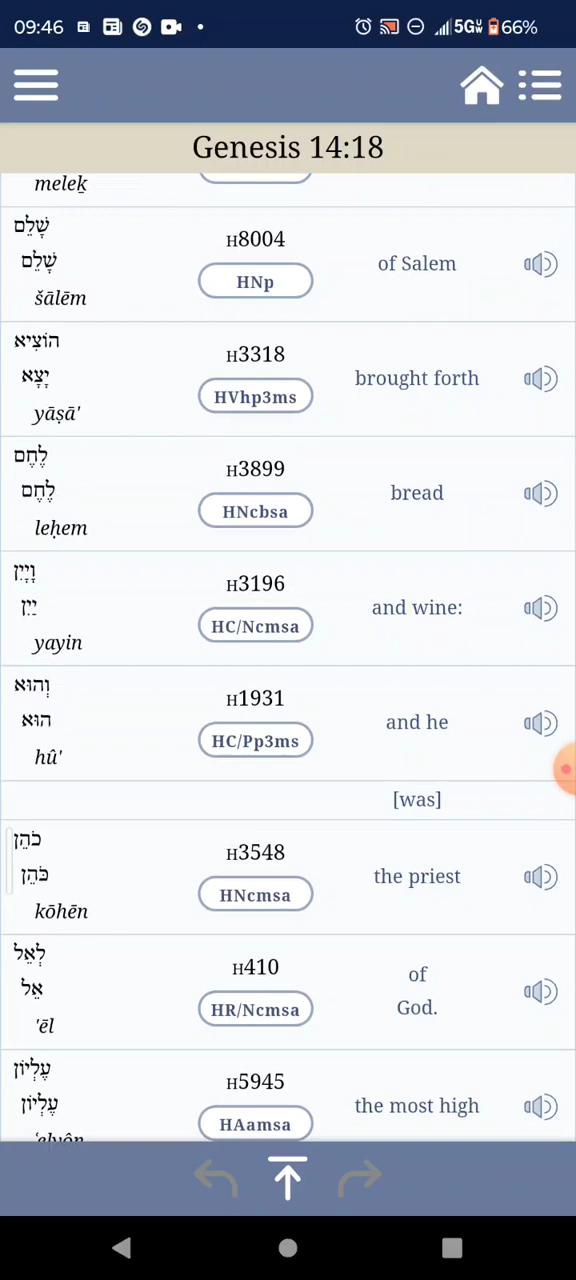 09:46
5G 66%
Genesis 14:18
meleḵ
שָׁלֵם
H8004
שָׁלֵם
HNp
of Salem
šālēm
הוֹצִיא
H3318
יָצָא
HVhp3ms
brought forth
yāṣā'
לֶחֶם
H3899
לֶחֶם
HNcbsa
bread
leḥem
וָיָיִן
H3196
יַיִן
HC/Ncmsa
and wine:
yayin
וְהוּא
H1931
הוּא
HC/Pp3ms
and he
hû'
[was]
כֹהֵן
H3548
כֹּהֵן
HNcmsa
the priest
kōhēn
לְאֵל
H410
אֵל
HR/Ncmsa
of
God.
'ēl
עֶלְיוֹן
H5945
עֶלְיוֹן
HAamsa
the most high
ʿelyôn